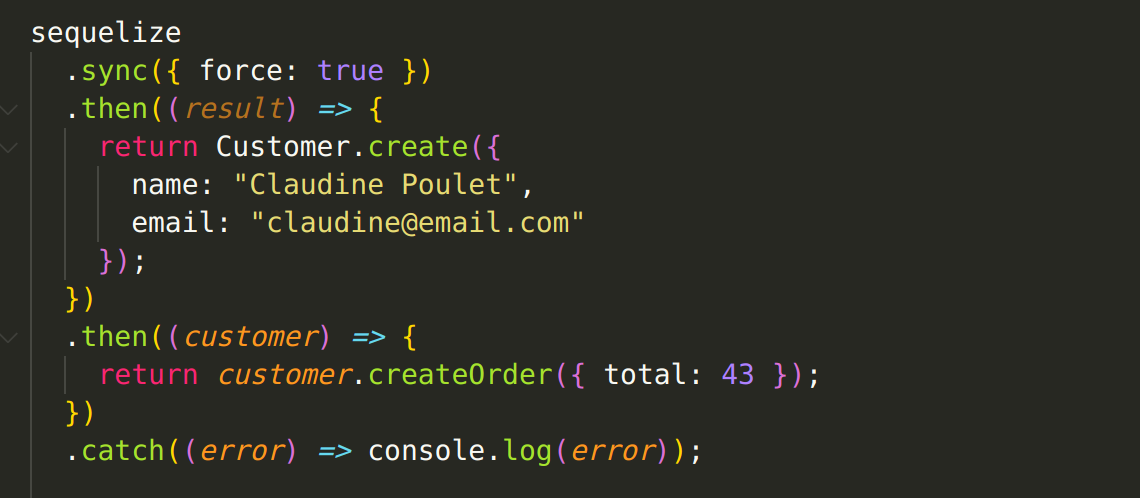 sequelize
.sync({ force: true })
.then((result) => {
return Customer.create({
name: "Claudine Poulet",
email: "claudine@email.com"
});
})
.then((customer) => {
return customer.createOrder({ total: 43 });
})
.catch((error) => console.log(error));